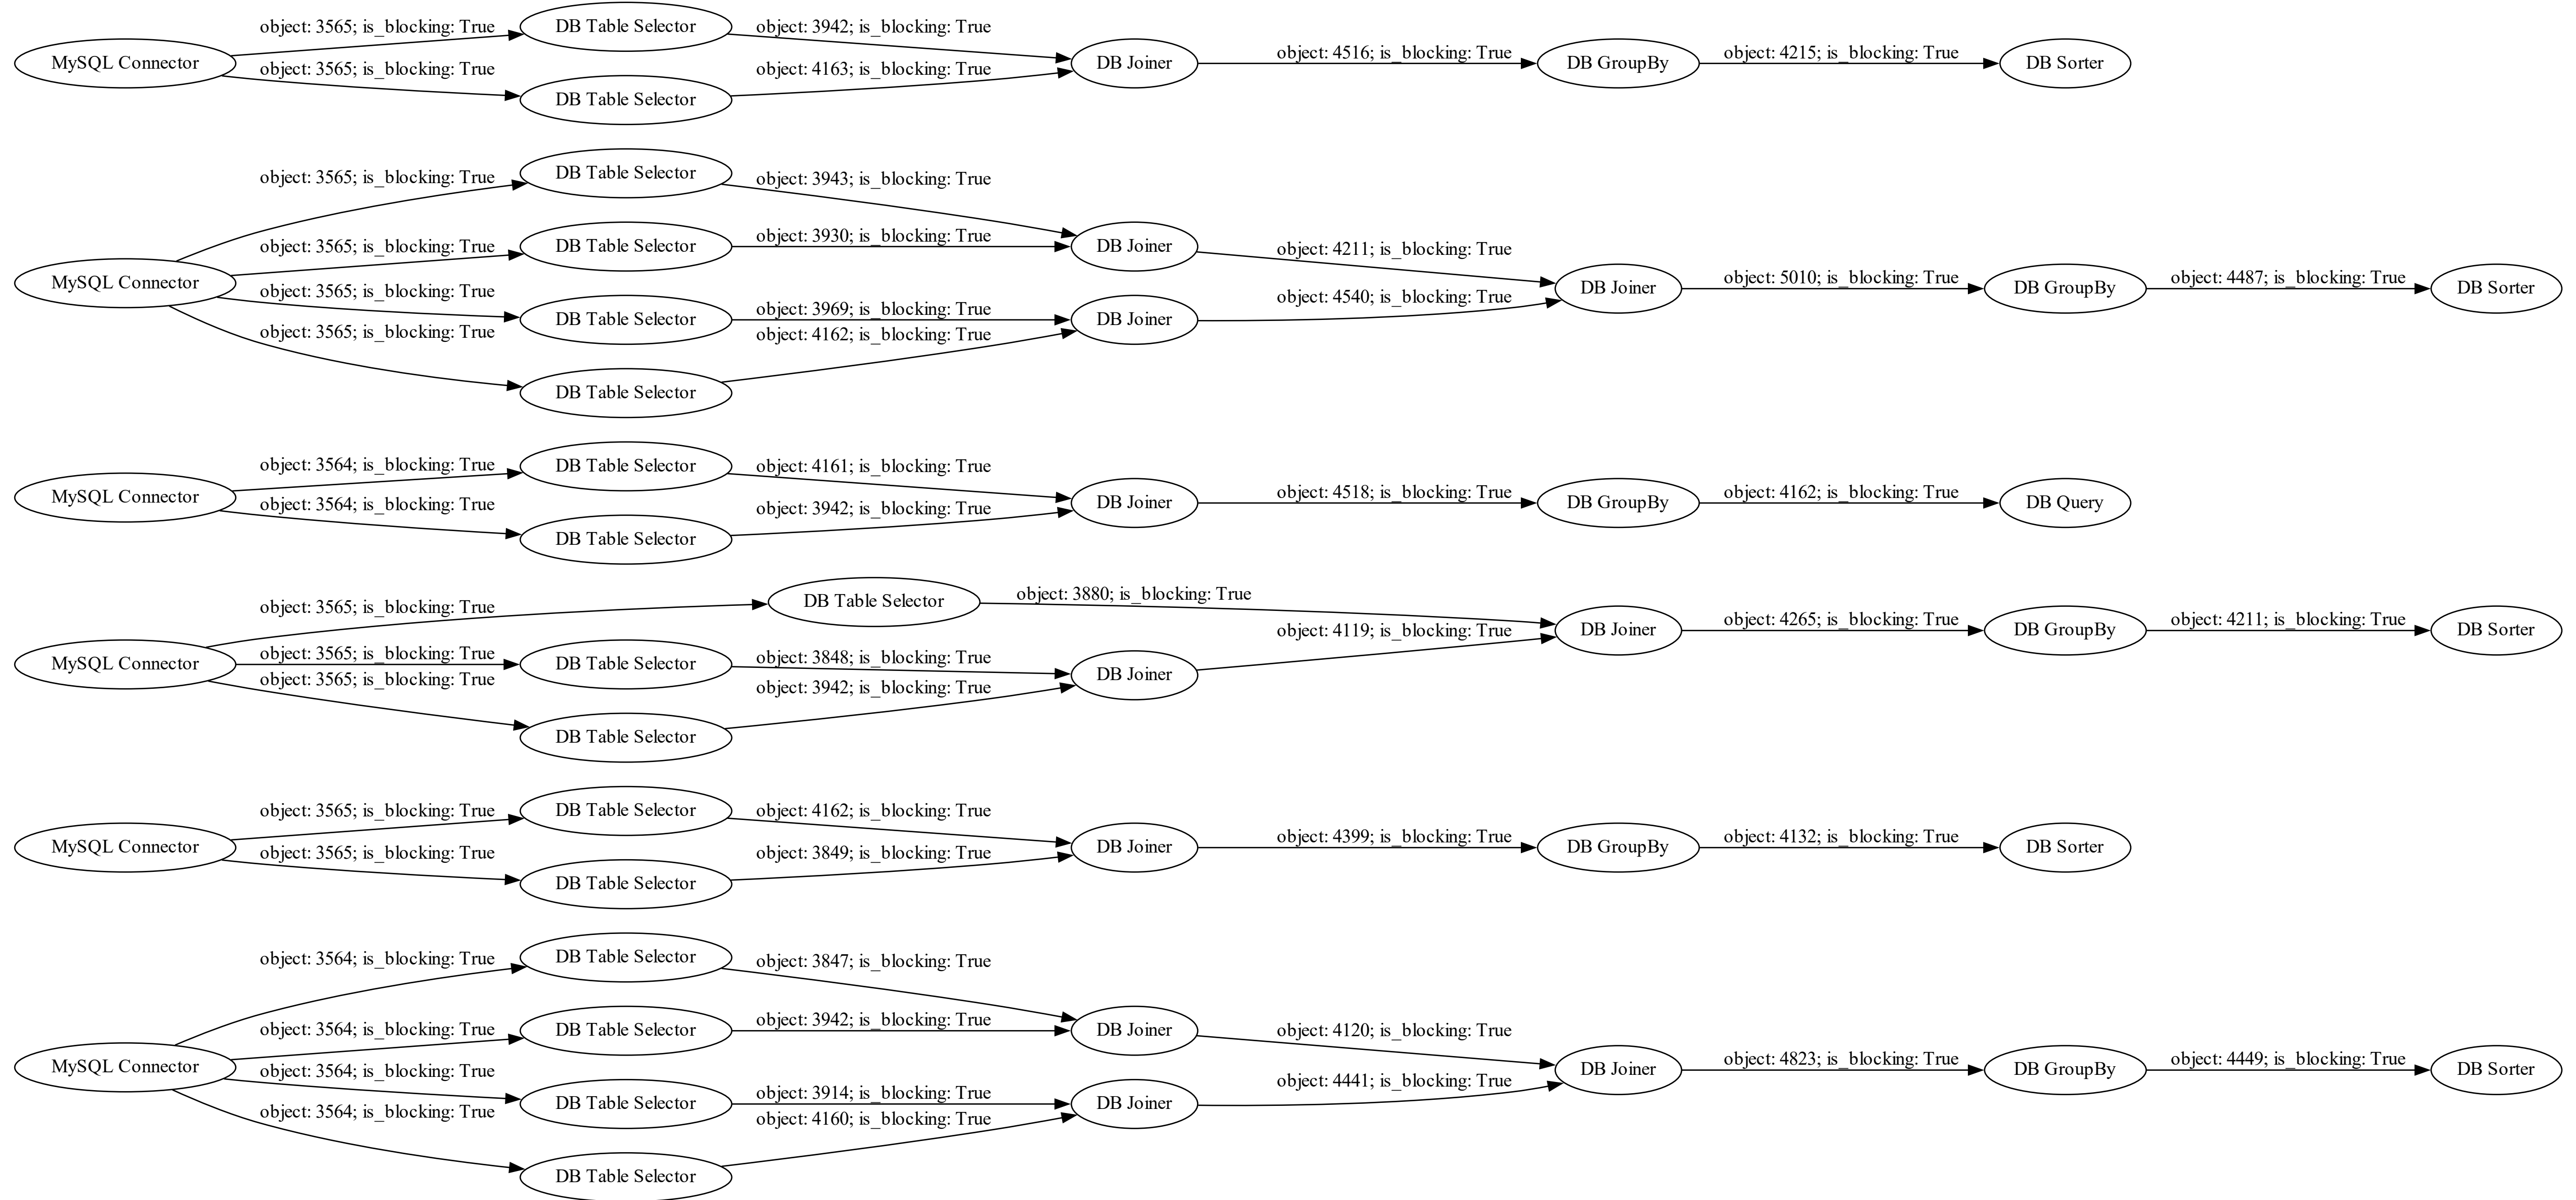 MySQL Connector
object: 3565; is_blocking: True
object: 3565; is_blocking: True
DB Table Selector
DB Table Selector
object: 3942; is_blocking: True
object: 4163; is_blocking: True
DB Joiner
object: 4516; is_blocking: True
DB GroupBy
object: 4215; is_blocking: True
DB Sorter
MySQL Connector
object: 3565; is_blocking: True
object: 3565; is_blocking: True
object: 3565; is_blocking: True
object: 3565; is_blocking: True
DB Table Selector
DB Table Selector
DB Table Selector
DB Table Selector
object: 3943; is_blocking: True
object: 3930; is_blocking: True
object: 3969; is_blocking: True
object: 4162; is_blocking: True
DB Joiner
DB Joiner
object: 4211; is_blocking: True
object: 4540; is_blocking: True
DB Joiner
object: 5010; is_blocking: True
DB GroupBy
object: 4487; is_blocking: True
DB Sorter
MySQL Connector
object: 3564; is_blocking: True
object: 3564; is_blocking: True
DB Table Selector
DB Table Selector
object: 4161; is_blocking: True
object: 3942; is_blocking: True
DB Joiner
object: 4518; is_blocking: True
DB GroupBy
object: 4162; is_blocking: True
DB Query
MySQL Connector
object: 3565; is_blocking: True
object: 3565; is_blocking: True
object: 3565; is_blocking: True
DB Table Selector
DB Table Selector
DB Table Selector
object: 3880; is_blocking: True
object: 3848; is_blocking: True
object: 3942; is_blocking: True
DB Joiner
object: 4119; is_blocking: True
DB Joiner
object: 4265; is_blocking: True
DB GroupBy
object: 4211; is_blocking: True
DB Sorter
MySQL Connector
object: 3565; is_blocking: True
object: 3565; is_blocking: True
DB Table Selector
DB Table Selector
object: 4162; is_blocking: True
object: 3849; is_blocking: True
DB Joiner
object: 4399; is_blocking: True
DB GroupBy
object: 4132; is_blocking: True
DB Sorter
MySQL Connector
object: 3564; is_blocking: True
object: 3564; is_blocking: True
object: 3564; is_blocking: True
object: 3564; is_blocking: True
DB Table Selector
DB Table Selector
DB Table Selector
DB Table Selector
object: 3847; is_blocking: True
object: 3942; is_blocking: True
object: 3914; is_blocking: True
object: 4160; is_blocking: True
DB Joiner
DB Joiner
object: 4120; is_blocking: True
object: 4441; is_blocking: True
DB Joiner
object: 4823; is_blocking: True
DB GroupBy
object: 4449; is_blocking: True
DB Sorter